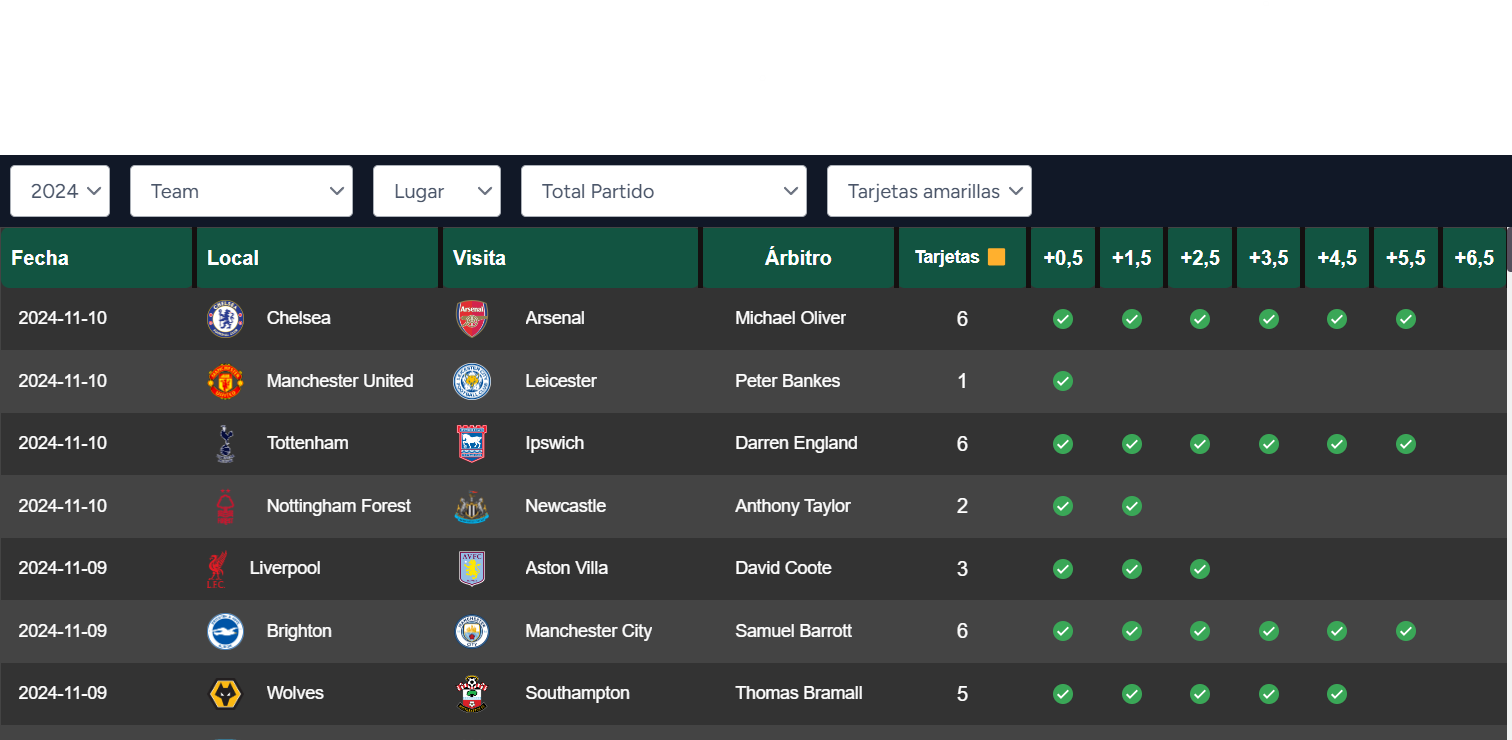 2024 Team Lugar Total Partido Tarjetas amarillas
Fecha Local Visita Árbitro Tarjetas +0,5 +1,5 +2,5 +3,5 +4,5 +5,5 +6,5
2024-11-10 Chelsea Arsenal Michael Oliver 6
2024-11-10 Manchester United Leicester Peter Bankes 1
2024-11-10 Tottenham Ipswich Darren England 6
2024-11-10 Nottingham Forest Newcastle Anthony Taylor 2
2024-11-09 Liverpool Aston Villa David Coote 3
2024-11-09 Brighton Manchester City Samuel Barrott 6
2024-11-09 Wolves Southampton Thomas Bramall 5